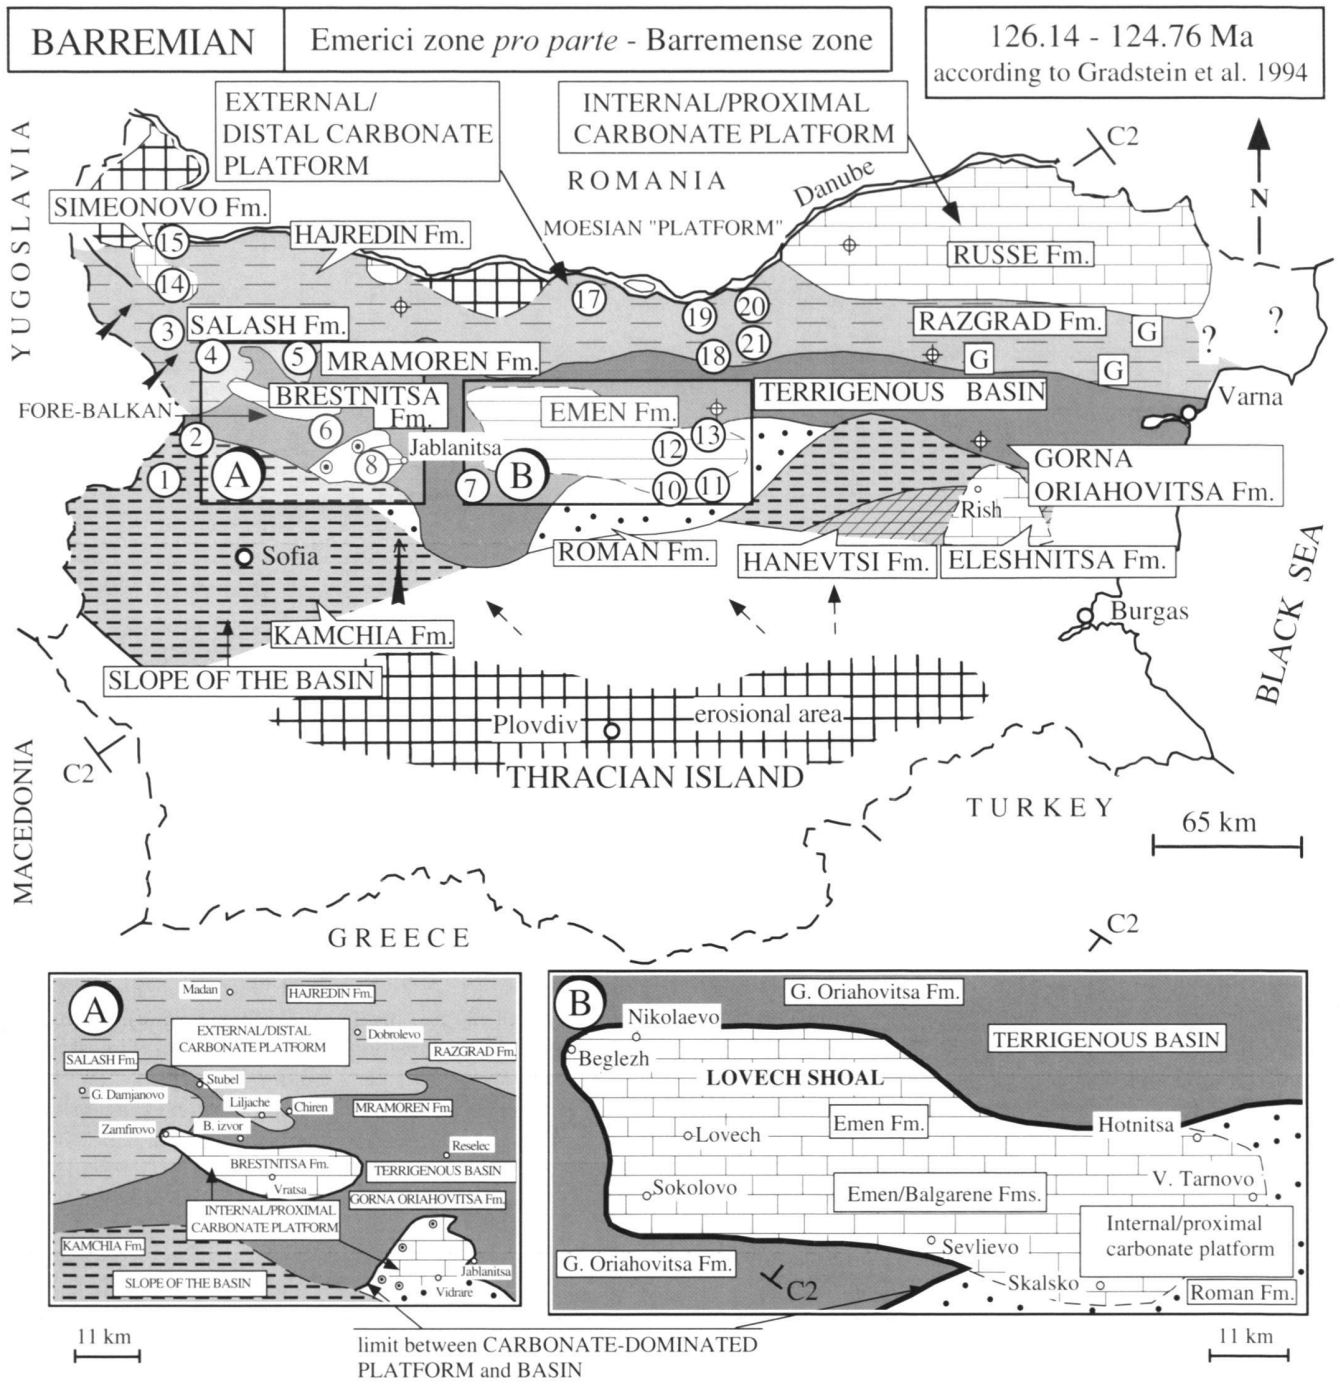 BARREMIAN
Emerici zone pro parte - Barremense zone
126.14 - 124.76 Ma
according to Gradstein et al. 1994
EXTERNAL/
DISTAL CARBONATE
PLATFORM
INTERNAL/PROXIMAL
CARBONATE PLATFORM
C2
YUGOSLAVIA
ROMANIA
Danube
N
SIMEONOVO Fm.
MOESIAN "PLATFORM"
15
HAJREDIN Fm.
RUSSE Fm.
14
17
19
20
3
SALASH Fm.
RAZGRAD Fm.
G
?
?
4
5
MRAMOREN Fm.
18
21
G
G
BRESTNITSA
Fm.
TERRIGENOUS BASIN
Varna
FORE-BALKAN
EMEN Fm.
2
6
12
13
Jablanitsa
1
A
8
7
B
10
11
GORNA
ORIAHOVITSA Fm.
Rish
Sofia
ROMAN Fm.
HANEVTSI Fm.
ELESHNITSA Fm.
BLACK SEA
Burgas
KAMCHIA Fm.
SLOPE OF THE BASIN
Plovdiv
erosional area
THRACIAN ISLAND
MACEDONIA
C2
TURKEY
65 km
GREECE
C2
A
Madan
HAJREDIN Fm.
EXTERNAL/DISTAL
CARBONATE PLATFORM
Dobrolevo
SALASH Fm.
RAZGRAD Fm.
Stubel
G. Damjanovo
Liljache
Chiren
MRAMOREN Fm.
Zamfirovo
B. izvor
Reselec
BRESTNITSA Fm.
TERRIGENOUS BASIN
Vratsa
GORNA ORIAHOVITSA Fm.
INTERNAL/PROXIMAL
CARBONATE PLATFORM
KAMCHIA Fm.
Jablanitsa
SLOPE OF THE BASIN
Vidrare
11 km
B
G. Oriahovitsa Fm.
Nikolaevo
TERRIGENOUS BASIN
Beglezh
LOVECH SHOAL
Emen Fm.
Hotnitsa
Lovech
V. Tarnovo
Sokolovo
Emen/Balgarene Fms.
Internal/proximal
carbonate platform
Sevlievo
G. Oriahovitsa Fm.
C2
Skalsko
Roman Fm.
limit between CARBONATE-DOMINATED
PLATFORM and BASIN
11 km